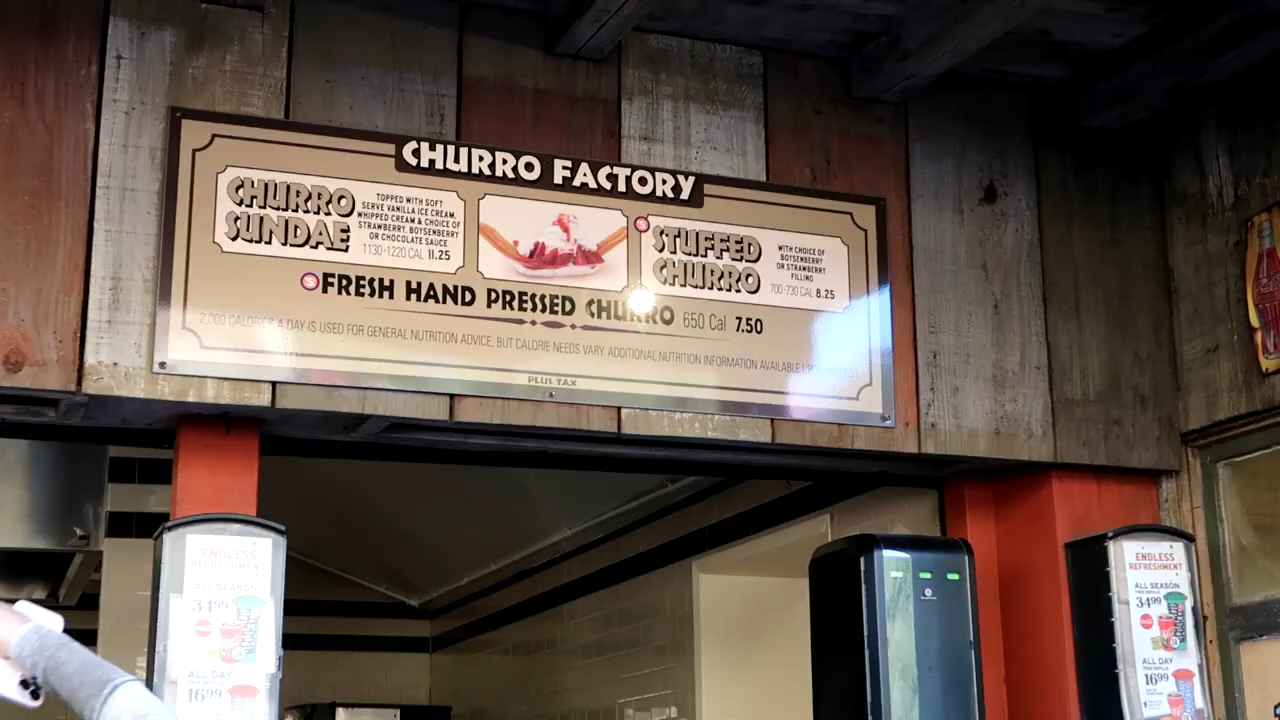 CHURRO FACTORY
CHURRO
SUNDAE
TOPPED WITH SOFT
SERVE VANILLA ICE CREAM,
WHIPPED CREAM & CHOICE OF
STRAWBERRY, BOYSENBERRY
OR CHOCOLATE SAUCE
1130-1220 CAL 11.25
S
STUFFED
CHURRO
WITH CHOICE OF
BOYSENBERRY
OR STRAWBERRY
FILLING
700-730 CAL 8.25
S FRESH HAND PRESSED CHURRO 650 Cal 7.50
2,000 CALORIES A DAY IS USED FOR GENERAL NUTRITION ADVICE, BUT CALORIE NEEDS VARY. ADDITIONAL NUTRITION INFORMATION AVAILABLE UPON REQUEST.
PLUS TAX
ENDLESS
REFRESHMENT
ALL SEASON
34.99
ALL DAY
16.99
ENDLESS
REFRESHMENT
ALL SEASON
FREE REFILLS
34.99
ALL DAY
16.99